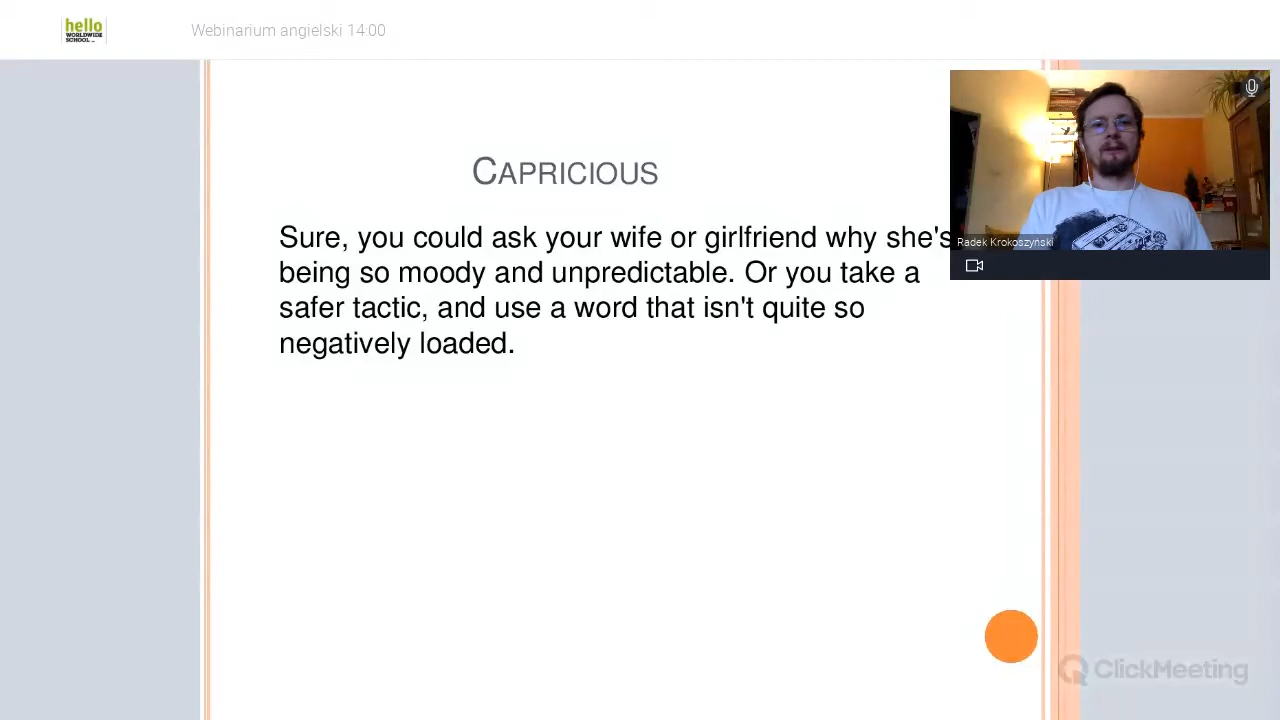 hello
WORLDWIDE
SCHOOL
Webinarium angielski 14:00
CAPRICIOUS
Sure, you could ask your wife or girlfriend why she's
being so moody and unpredictable. Or you take a
safer tactic, and use a word that isn't quite so
negatively loaded.
Radek Krokoszyński
ClickMeeting